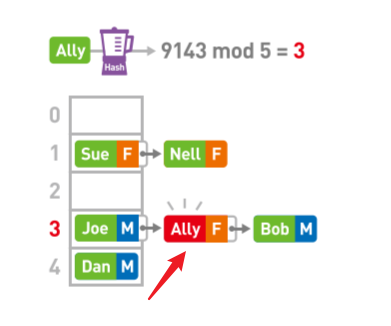 Ally Hash 9143 mod 5 = 3
0
1 Sue F Nell F
2
3 Joe M Ally F Bob M
4 Dan M